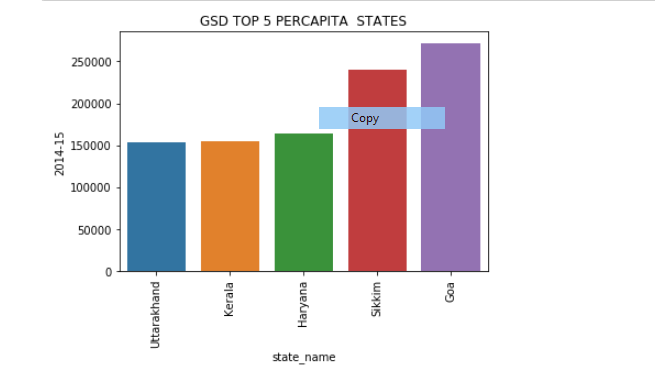 GSD TOP 5 PERCAPITA  STATES
250000
200000
150000
100000
50000
0
2014-15
Copy
Uttarakhand
Kerala
Haryana
Sikkim
Goa
state_name